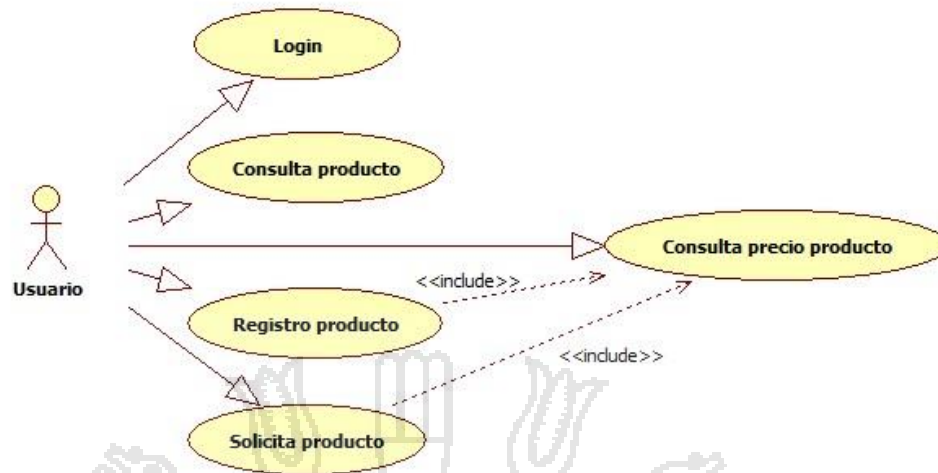 Login
Consulta producto
Consulta precio producto
Usuario
<<include>>
Registro producto
<<include>>
Solicita producto